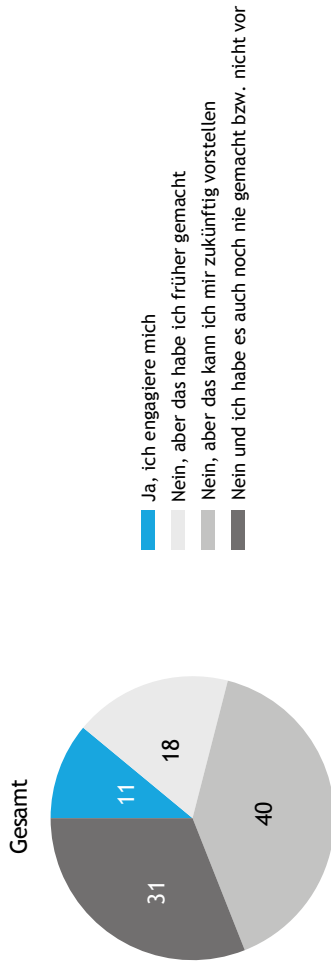 Gesamt
11
18
40
31
Ja, ich engagiere mich
Nein, aber das habe ich früher gemacht
Nein, aber das kann ich mir zukünftig vorstellen
Nein und ich habe es auch noch nie gemacht bzw. nicht vor